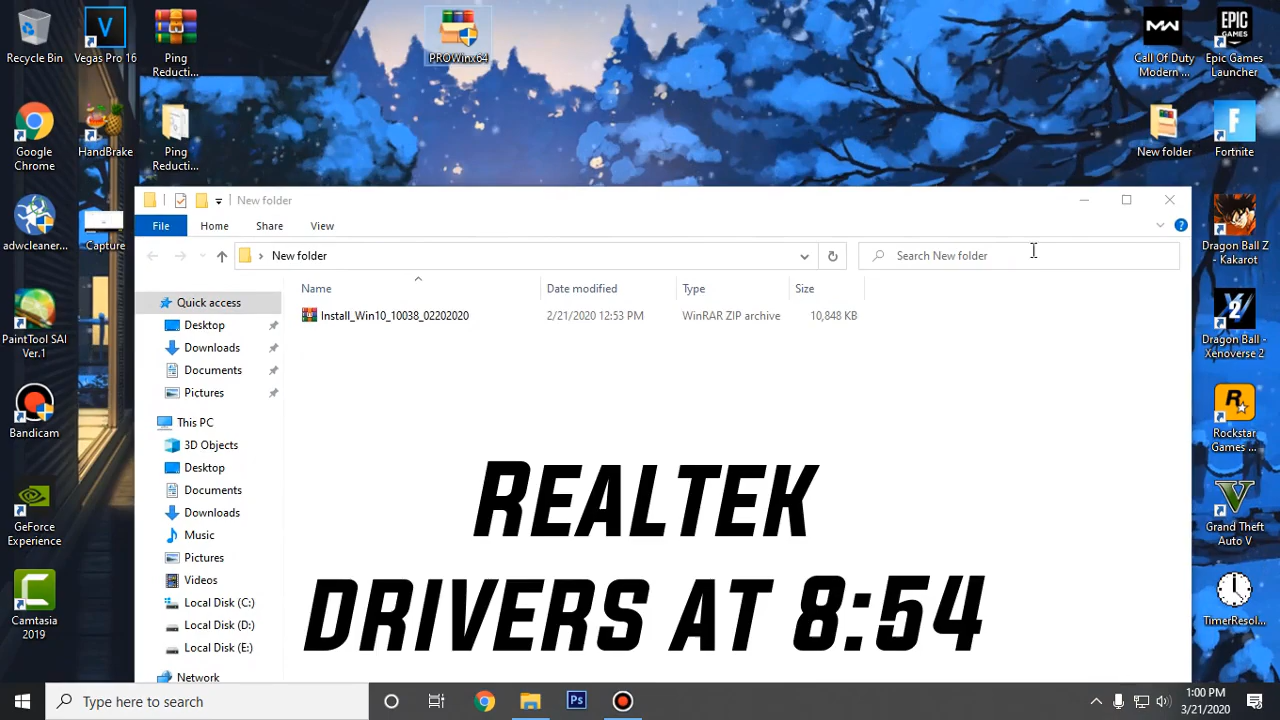 Recycle Bin
Vegas Pro 16
Ping
Reducti...
PROWinx64
Call Of Duty
Modern ...
Epic Games
Launcher
EPIC
GAMES
Google
Chrome
HandBrake
Ping
Reducti...
New folder
Fortnite
adwcleaner...
Capture
PaintTool SAI
Ver.1
Bandicam
GeForce
Experience
Camtasia
2019
Dragon Ball Z
- Kakarot
Dragon Ball -
Xenoverse 2
Rockstar
Games ...
Grand Theft
Auto V
TimerResol...
New folder
File
Home
Share
View
New folder
Search New folder
Name
Date modified
Type
Size
Install_Win10_10038_02202020
2/21/2020 12:53 PM
WinRAR ZIP archive
10,848 KB
Quick access
Desktop
Downloads
Documents
Pictures
This PC
3D Objects
Desktop
Documents
Downloads
Music
Pictures
Videos
Local Disk (C:)
Local Disk (D:)
Local Disk (E:)
Network
REALTEK
DRIVERS AT 8:54
Type here to search
Ps
1:00 PM
3/21/2020